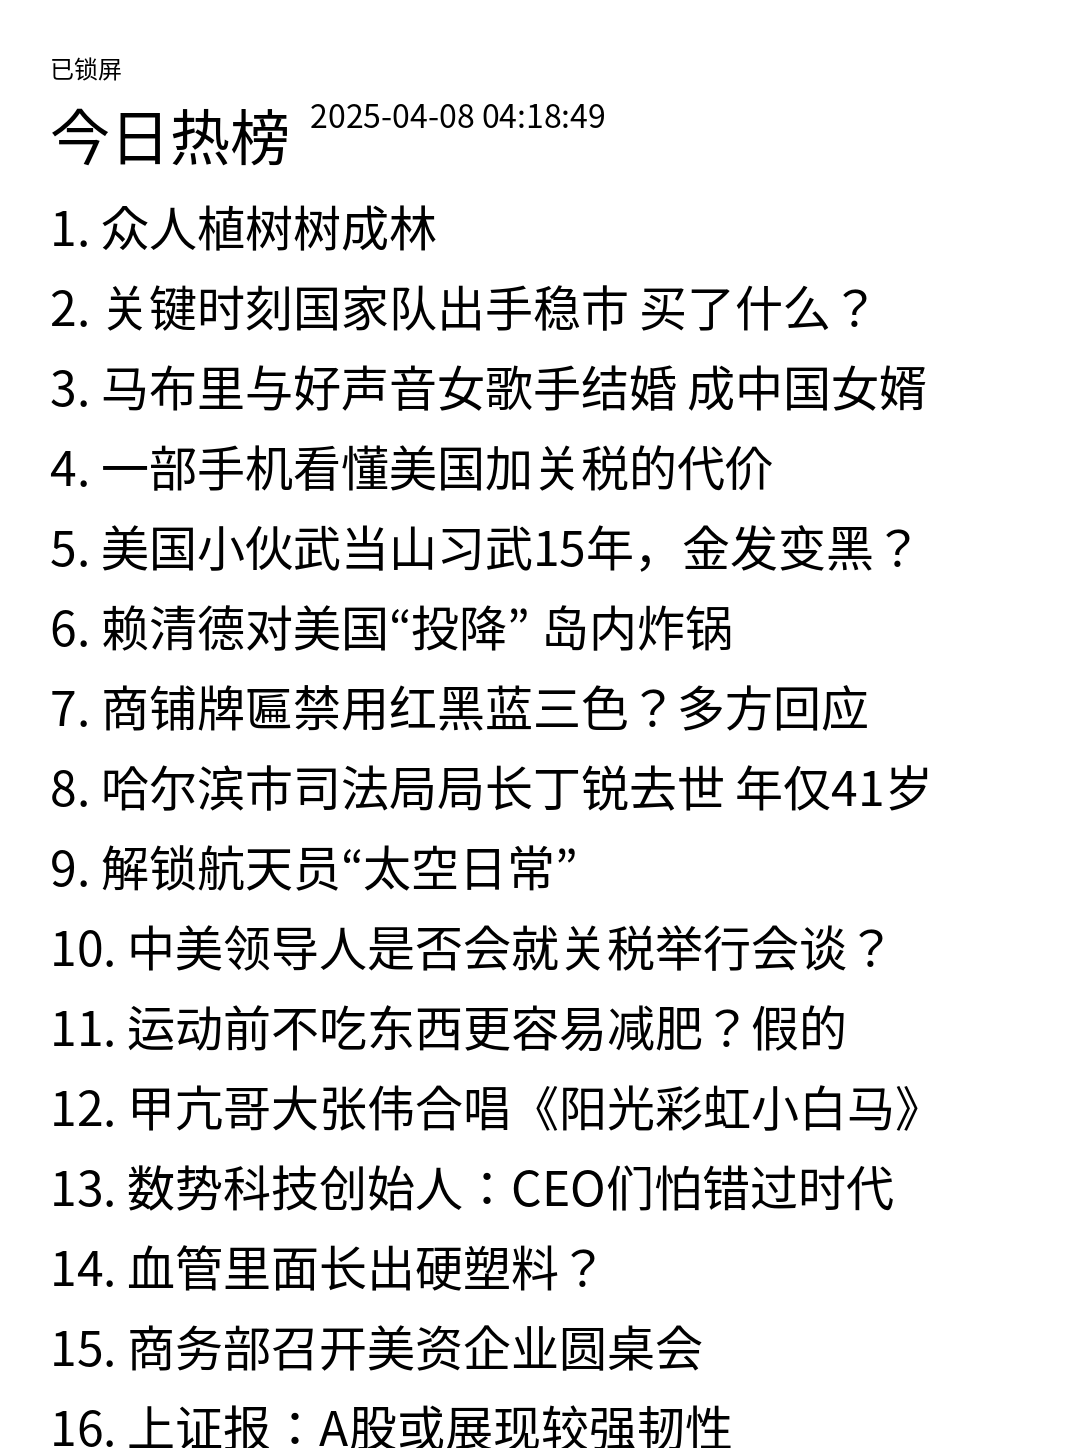 已锁屏
今日热榜 2025-04-08 04:18:49
1. 众人植树树成林
2. 关键时刻国家队出手稳市 买了什么？
3. 马布里与好声音女歌手结婚 成中国女婿
4. 一部手机看懂美国加关税的代价
5. 美国小伙武当山习武15年，金发变黑？
6. 赖清德对美国“投降” 岛内炸锅
7. 商铺牌匾禁用红黑蓝三色？多方回应
8. 哈尔滨市司法局局长丁锐去世 年仅41岁
9. 解锁航天员“太空日常”
10. 中美领导人是否会就关税举行会谈？
11. 运动前不吃东西更容易减肥？假的
12. 甲亢哥大张伟合唱《阳光彩虹小白马》
13. 数势科技创始人：CEO们怕错过时代
14. 血管里面长出硬塑料？
15. 商务部召开美资企业圆桌会
16. 上证报：A股或展现较强韧性